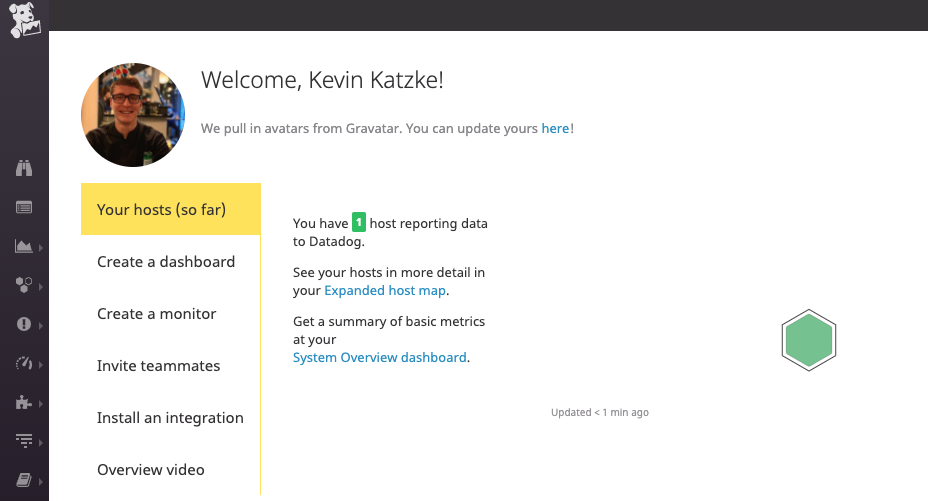 Welcome, Kevin Katzke!
We pull in avatars from Gravatar. You can update yours here!
Your hosts (so far)
Create a dashboard
Create a monitor
Invite teammates
Install an integration
Overview video
You have 1 host reporting data
to Datadog.
See your hosts in more detail in
your Expanded host map.
Get a summary of basic metrics
at your
System Overview dashboard.
Updated < 1 min ago